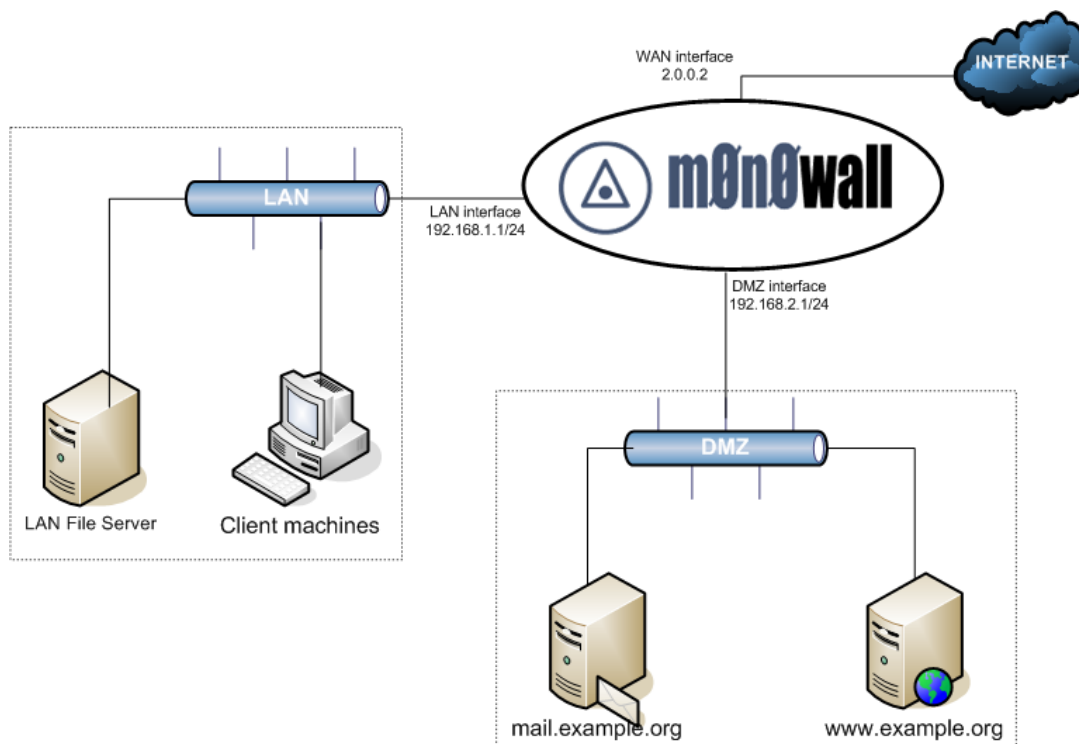 WAN interface
2.0.0.2
INTERNET
m0n0wall
LAN
LAN interface
192.168.1.1/24
DMZ interface
192.168.2.1/24
LAN File Server
Client machines
DMZ
mail.example.org
www.example.org